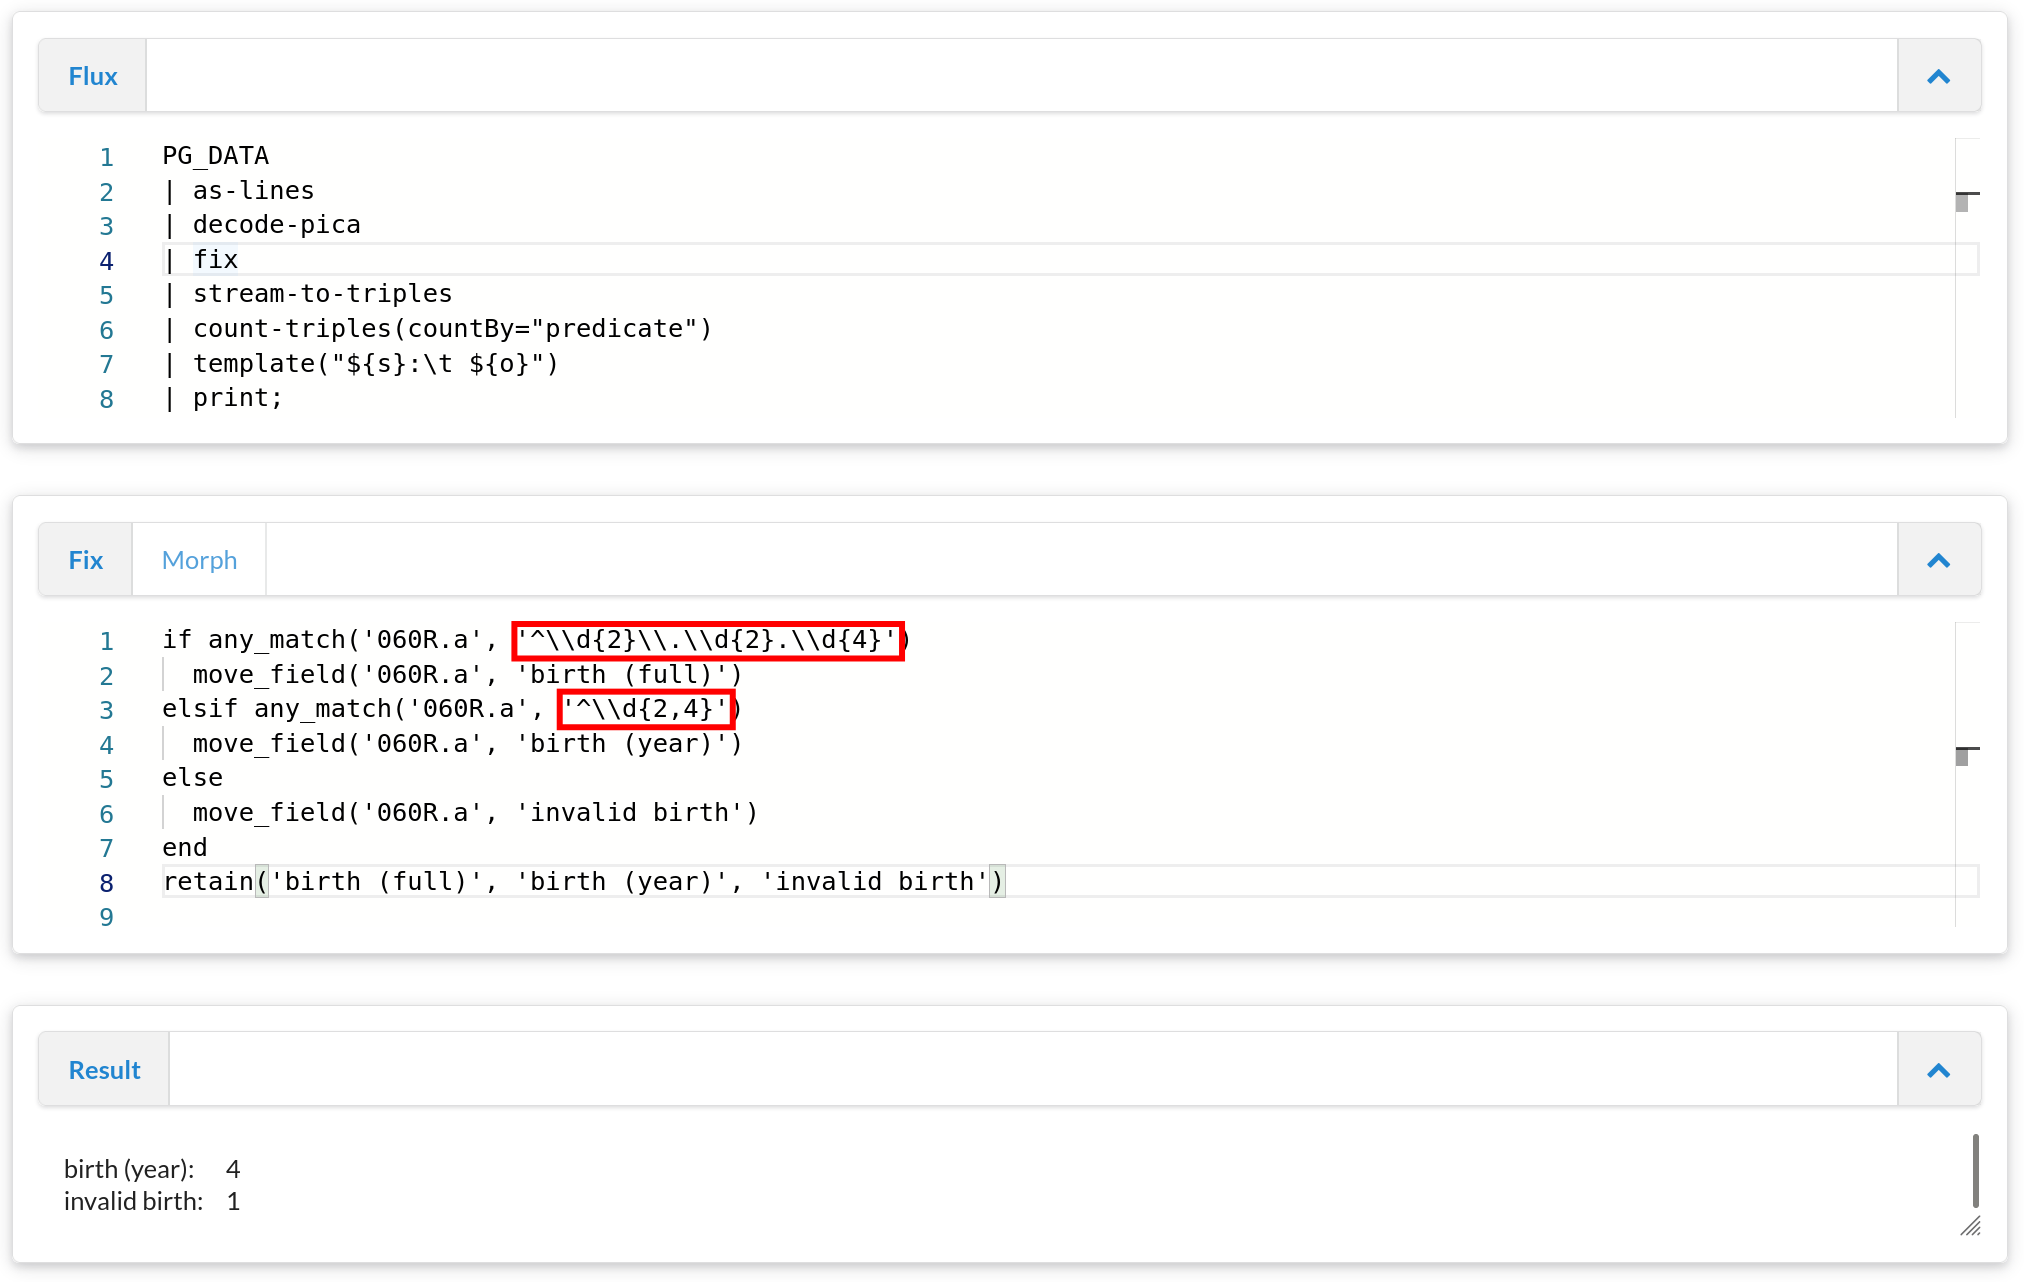 Flux
1 PG_DATA
2 | as-lines
3 | decode-pica
4 | fix
5 | stream-to-triples
6 | count-triples(countBy="predicate")
7 | template("${s}:\t ${o}")
8 | print;
Fix Morph
1 if any_match('060R.a', '^\\d{2}\\.\\d{2}.\\d{4}')
2 move_field('060R.a', 'birth (full)')
3 elsif any_match('060R.a', '^\\d{2,4}')
4 move_field('060R.a', 'birth (year)')
5 else
6 move_field('060R.a', 'invalid birth')
7 end
8 retain('birth (full)', 'birth (year)', 'invalid birth')
9
Result
birth (year): 4
invalid birth: 1